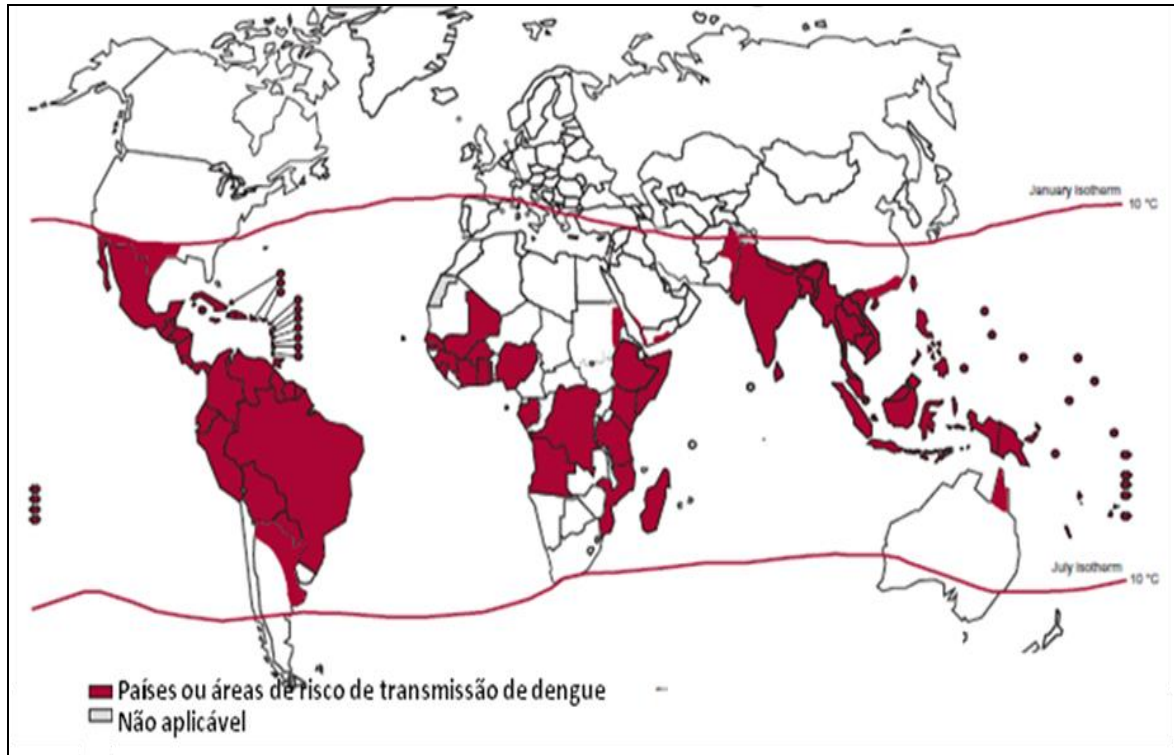 January isotherm
10 °C
July isotherm
10 °C
Países ou áreas de risco de transmissão de dengue
Não aplicável